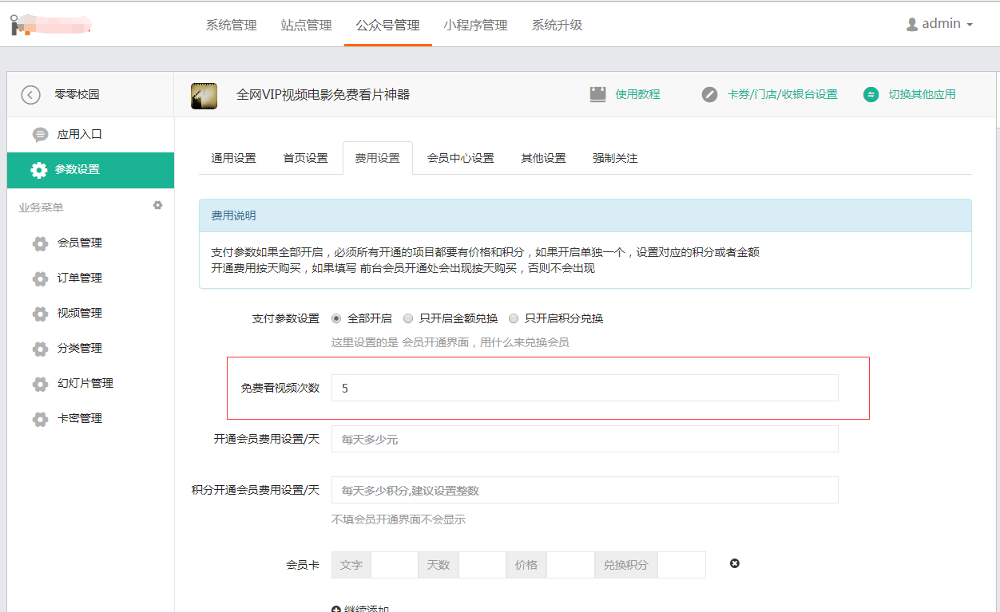 系统管理 站点管理 公众号管理 小程序管理 系统升级 admin
零零校园 全网VIP视频电影免费看片神器 使用教程 卡券/门店/收银台设置 切换其他应用
应用入口
参数设置
业务菜单
会员管理
订单管理
视频管理
分类管理
幻灯片管理
卡密管理
通用设置 首页设置 费用设置 会员中心设置 其他设置 强制关注
费用说明
支付参数如果全部开启，必须所有开通的项目都要有价格和积分，如果开启单独一个，设置对应的积分或者金额
开通费用按天购买，如果填写 前台会员开通处会出现按天购买，否则不会出现
支付参数设置 全部开启 只开启金额兑换 只开启积分兑换
这里设置的是 会员开通界面，用什么来兑换会员
免费看视频次数 5
开通会员费用设置/天 每天多少元
积分开通会员费用设置/天 每天多少积分,建议设置整数
不填会员开通界面不会显示
会员卡 文字 天数 价格 兑换积分
继续添加